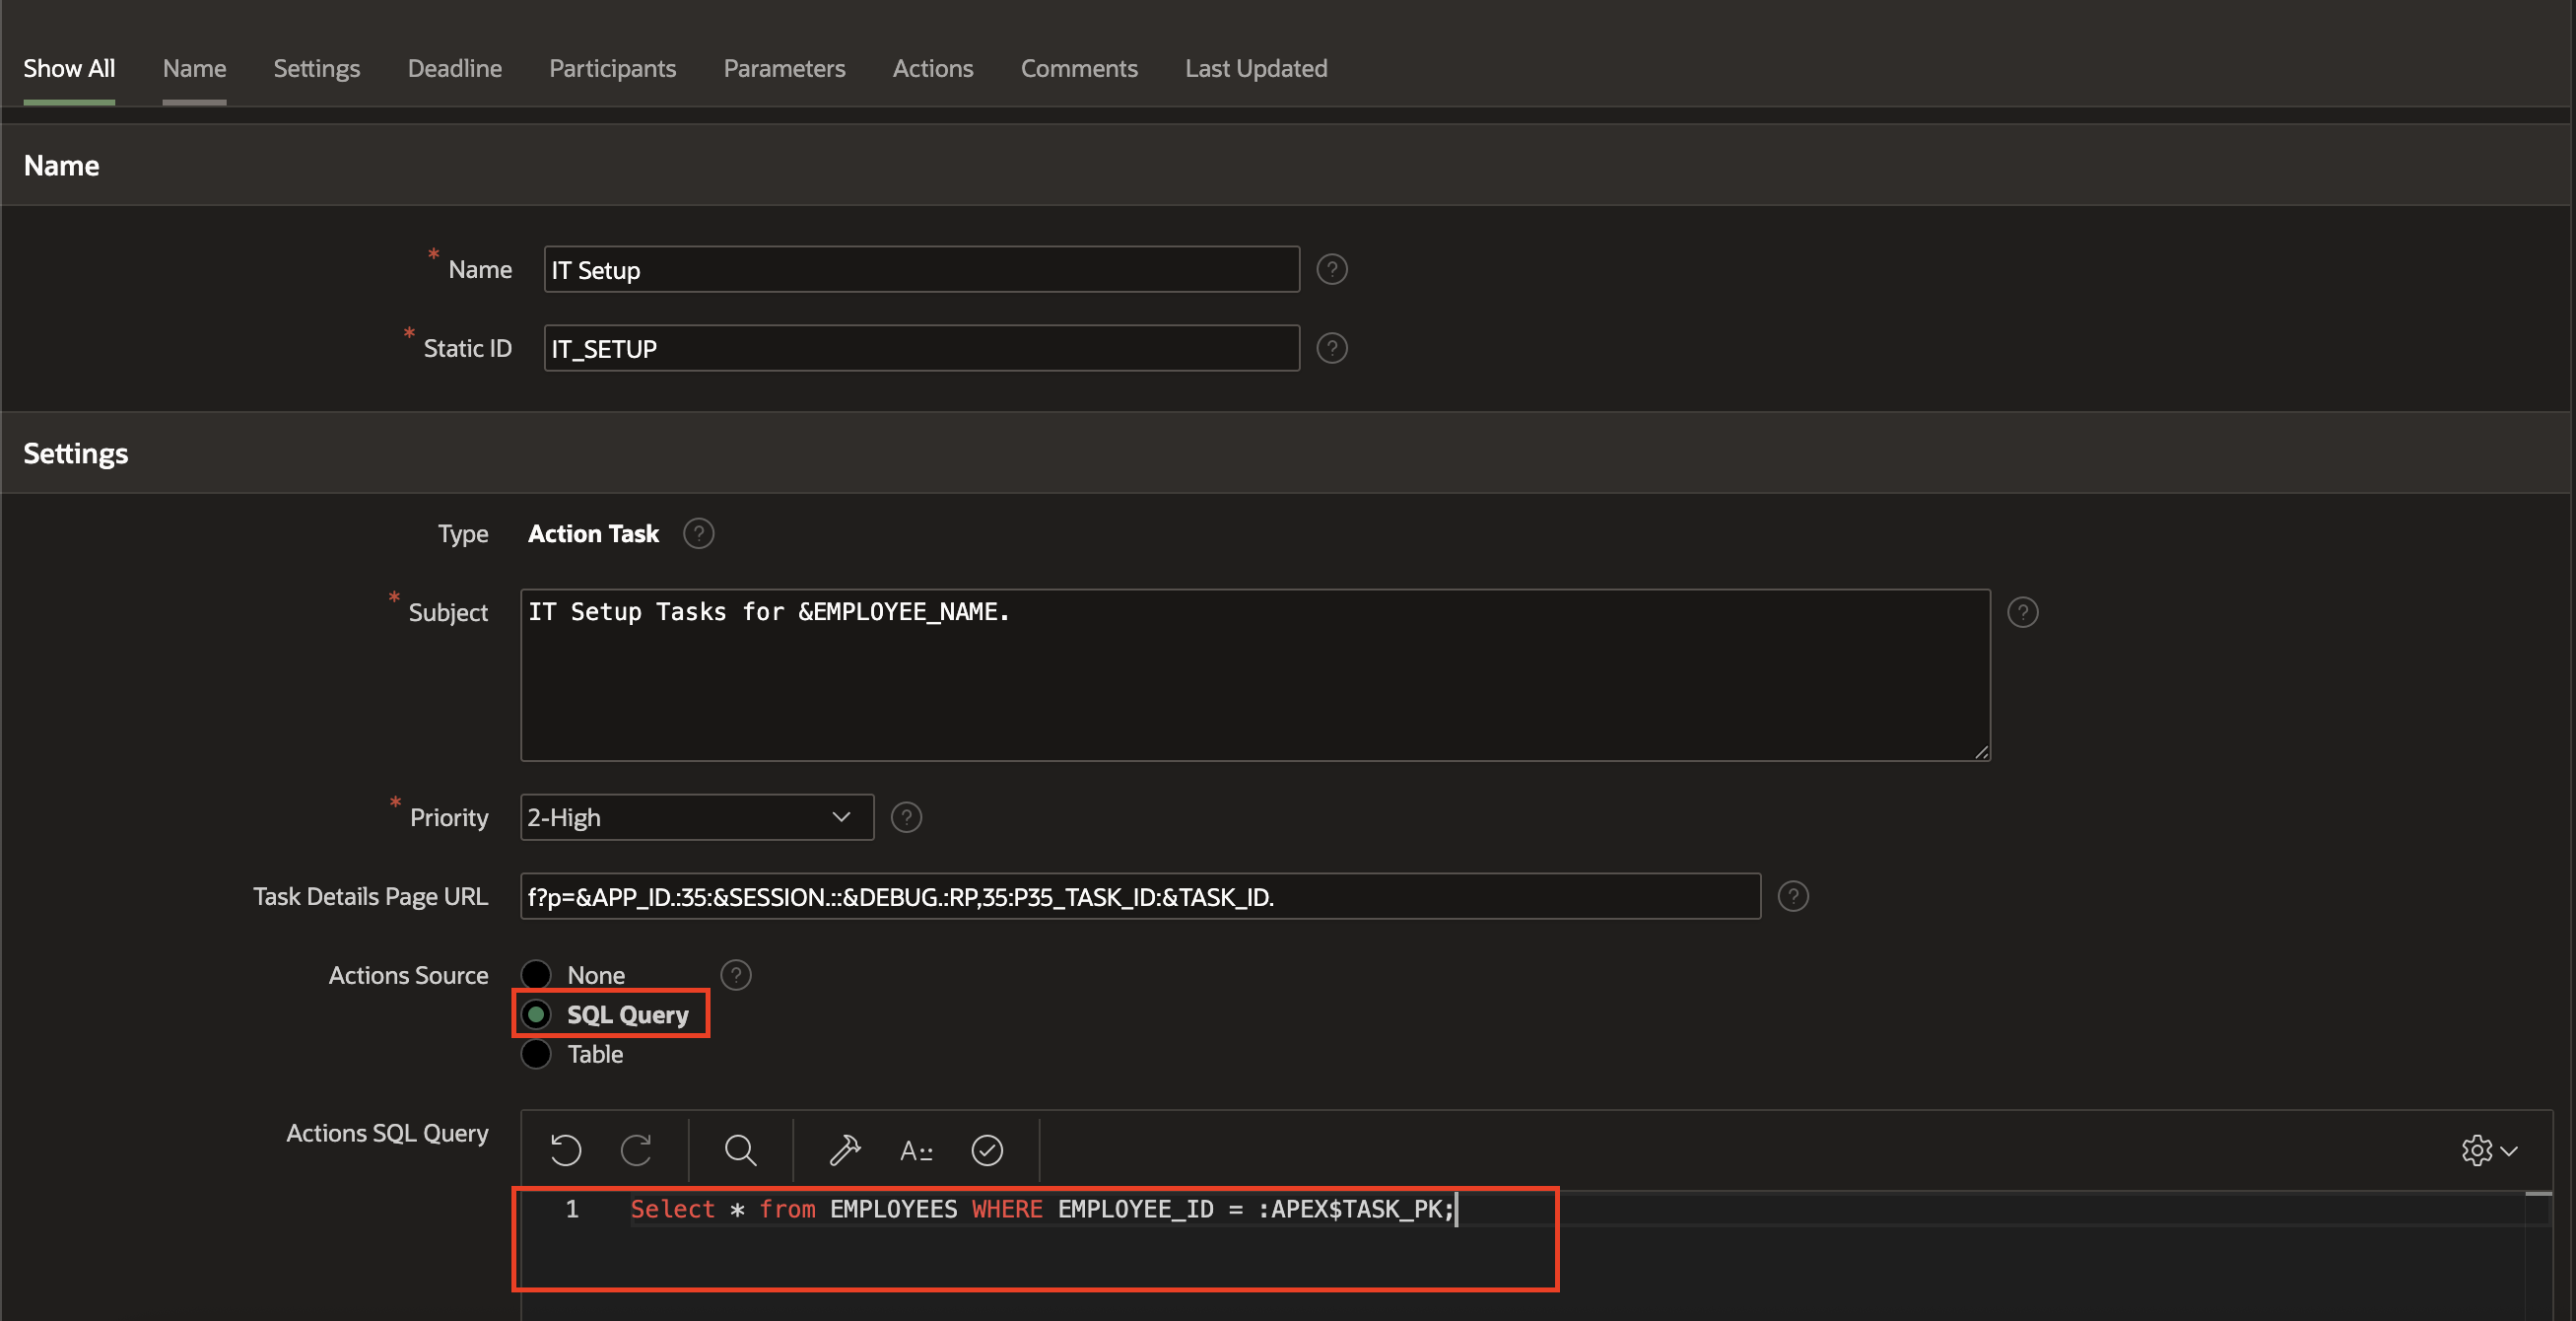 Show All Name Settings Deadline Participants Parameters Actions Comments Last Updated
Name
* Name IT Setup ?
* Static ID IT_SETUP ?
Settings
Type Action Task ?
* Subject IT Setup Tasks for &EMPLOYEE_NAME. ?
* Priority 2-High ?
Task Details Page URL f?p=&APP_ID.:35:&SESSION.::&DEBUG.:RP,35:P35_TASK_ID:&TASK_ID. ?
Actions Source None ?
SQL Query
Table
Actions SQL Query A::
1 Select * from EMPLOYEES WHERE EMPLOYEE_ID = :APEX$TASK_PK;